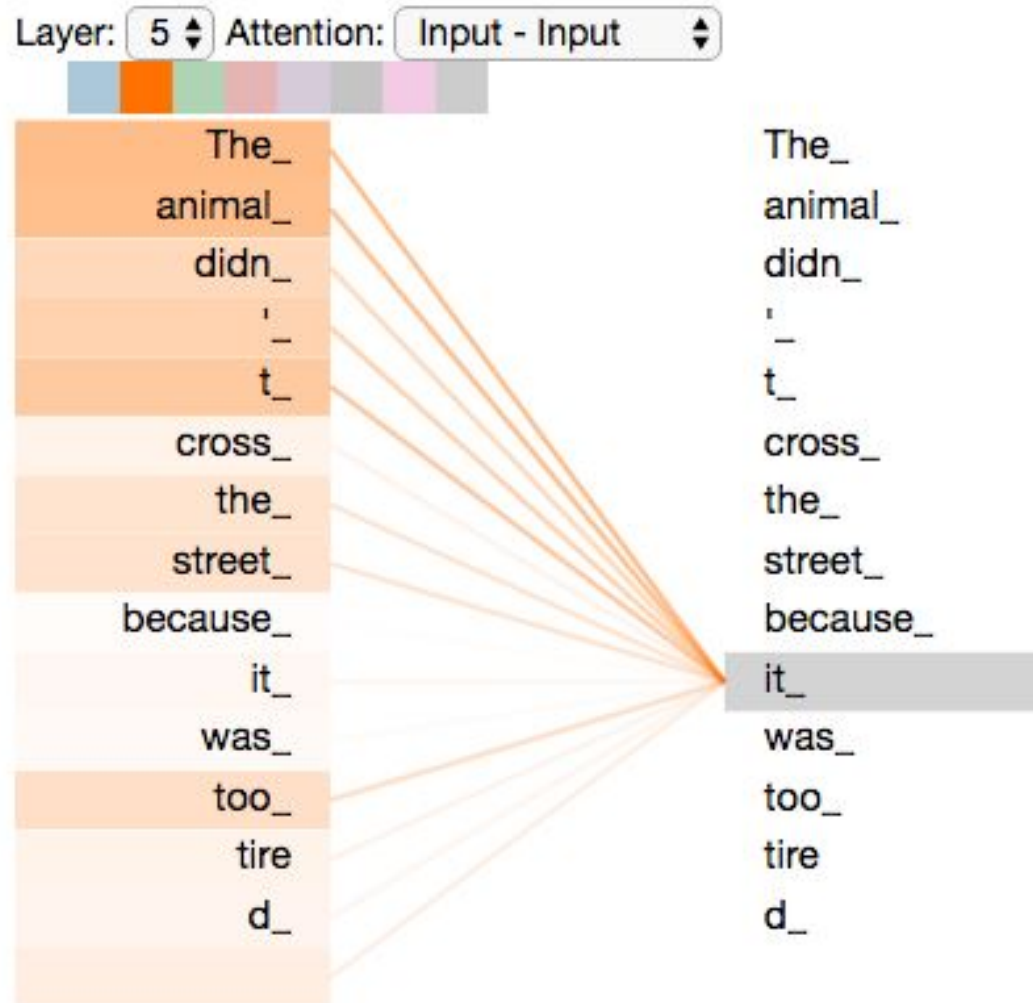 Layer: 5 Attention: Input - Input
The_ The_
animal_ animal_
didn_ didn_
'_ '_
t_ t_
cross_ cross_
the_ the_
street_ street_
because_ because_
it_ it_
was_ was_
too_ too_
tire tire
d_ d_